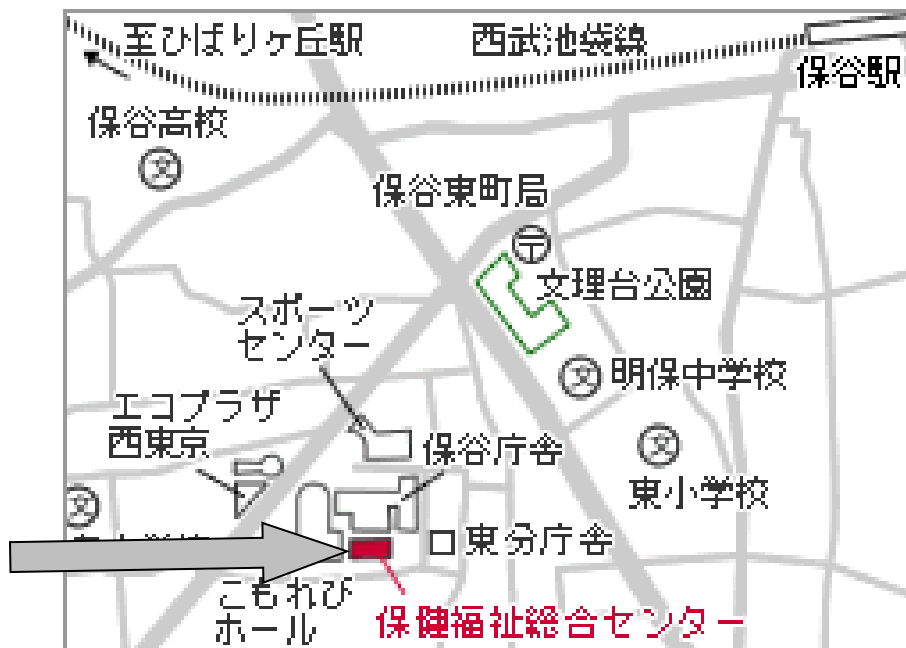 至ひばりヶ丘駅
西武池袋線
保谷駅
保谷高校
文
保谷東町局
〒
文理台公園
スポーツ
センター
文
明保中学校
エコプラザ
西東京
保谷庁舎
文
東小学校
文
東分庁舎
こもれび
ホール
保健福祉総合センター